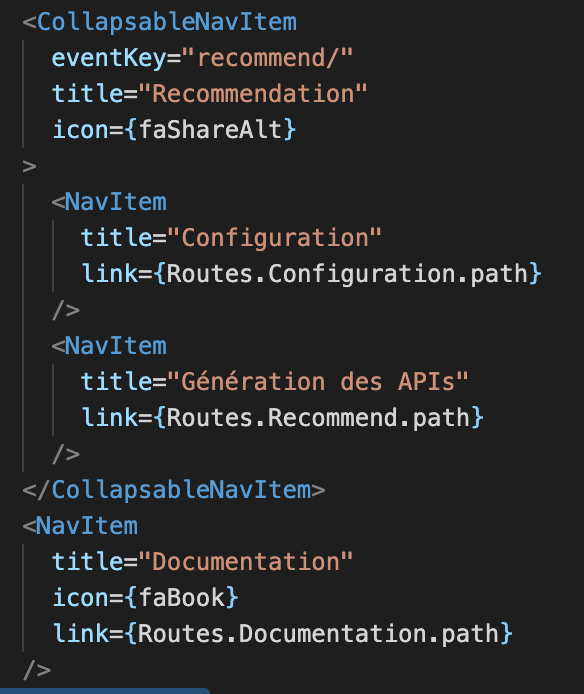 <CollapsableNavItem
eventKey="recommend/"
title="Recommendation"
icon={faShareAlt}
>
<NavItem
title="Configuration"
link={Routes.Configuration.path}
/>
<NavItem
title="Génération des APIs"
link={Routes.Recommend.path}
/>
</CollapsableNavItem>
<NavItem
title="Documentation"
icon={faBook}
link={Routes.Documentation.path}
/>